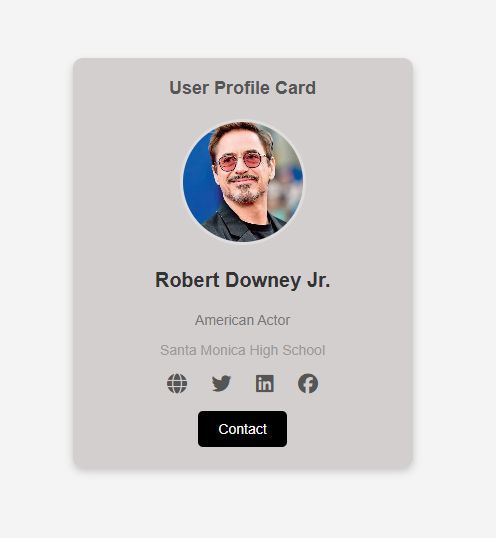 User Profile Card
Robert Downey Jr.
American Actor
Santa Monica High School
Contact